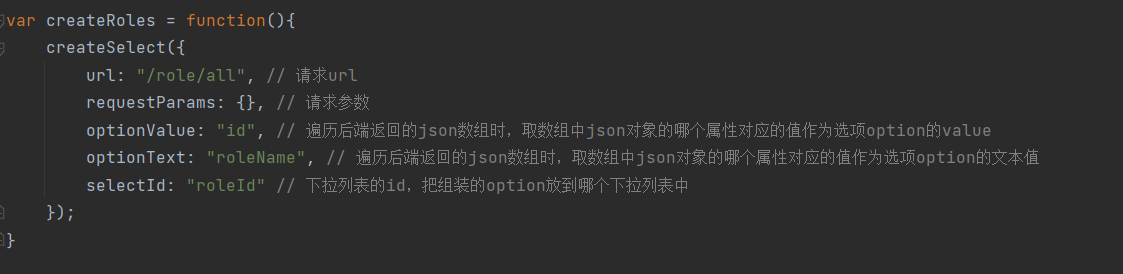 var createRoles = function(){
    createSelect({
        url: "/role/all", // 请求url
        requestParams: {}, // 请求参数
        optionValue: "id", // 遍历后端返回的json数组时，取数组中json对象的哪个属性对应的值作为选项option的value
        optionText: "roleName", // 遍历后端返回的json数组时，取数组中json对象的哪个属性对应的值作为选项option的文本值
        selectId: "roleId" // 下拉列表的id，把组装的option放到哪个下拉列表中
    });
}